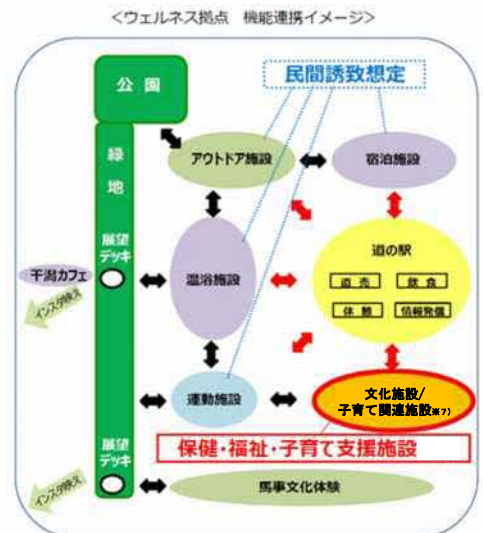 ＜ウェルネス拠点　機能連携イメージ＞
公園
民間誘致想定
緑地
アウトドア施設
宿泊施設
展望
デッキ
干潟カフェ
インスタ映え
温浴施設
道の駅
直売
飲食
休憩
情報発信
運動施設
文化施設/
子育て関連施設※7)
保健・福祉・子育て支援施設
展望
デッキ
インスタ映え
馬事文化体験